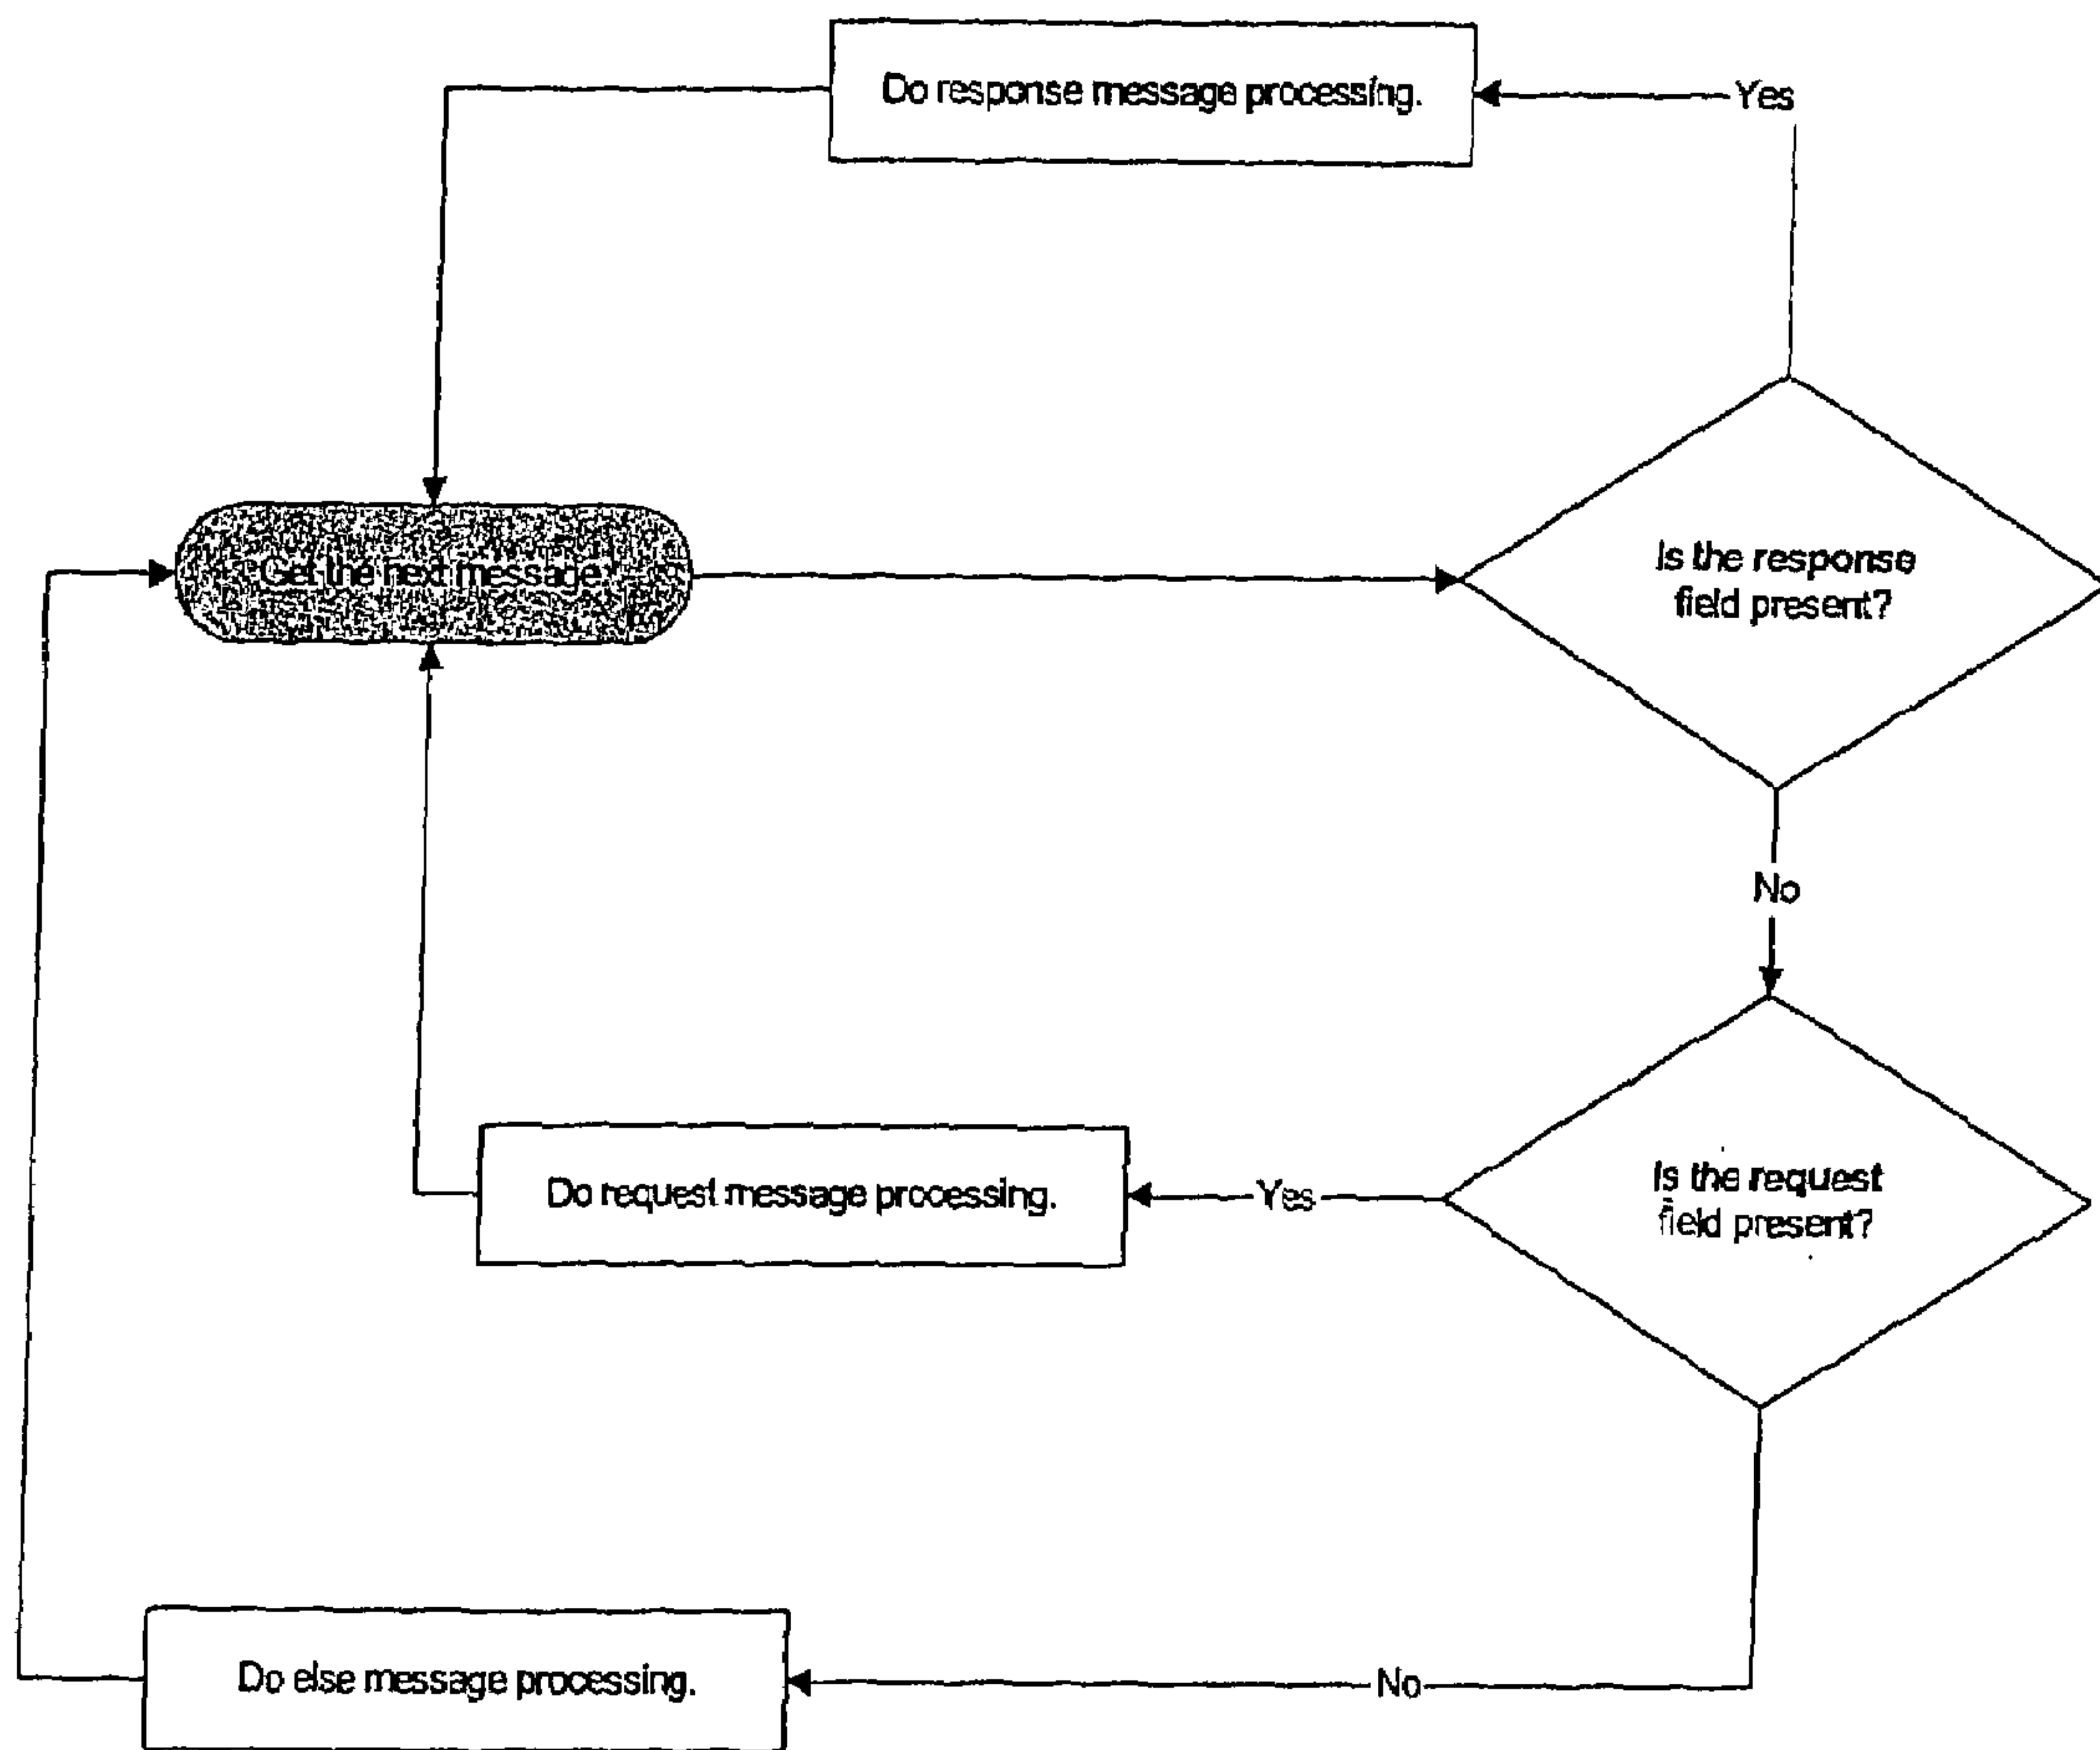 Do response message processing.
Yes
Get the next message.
Is the response
field present?
No
Do request message processing.
Yes
Is the request
field present?
Do else message processing.
No